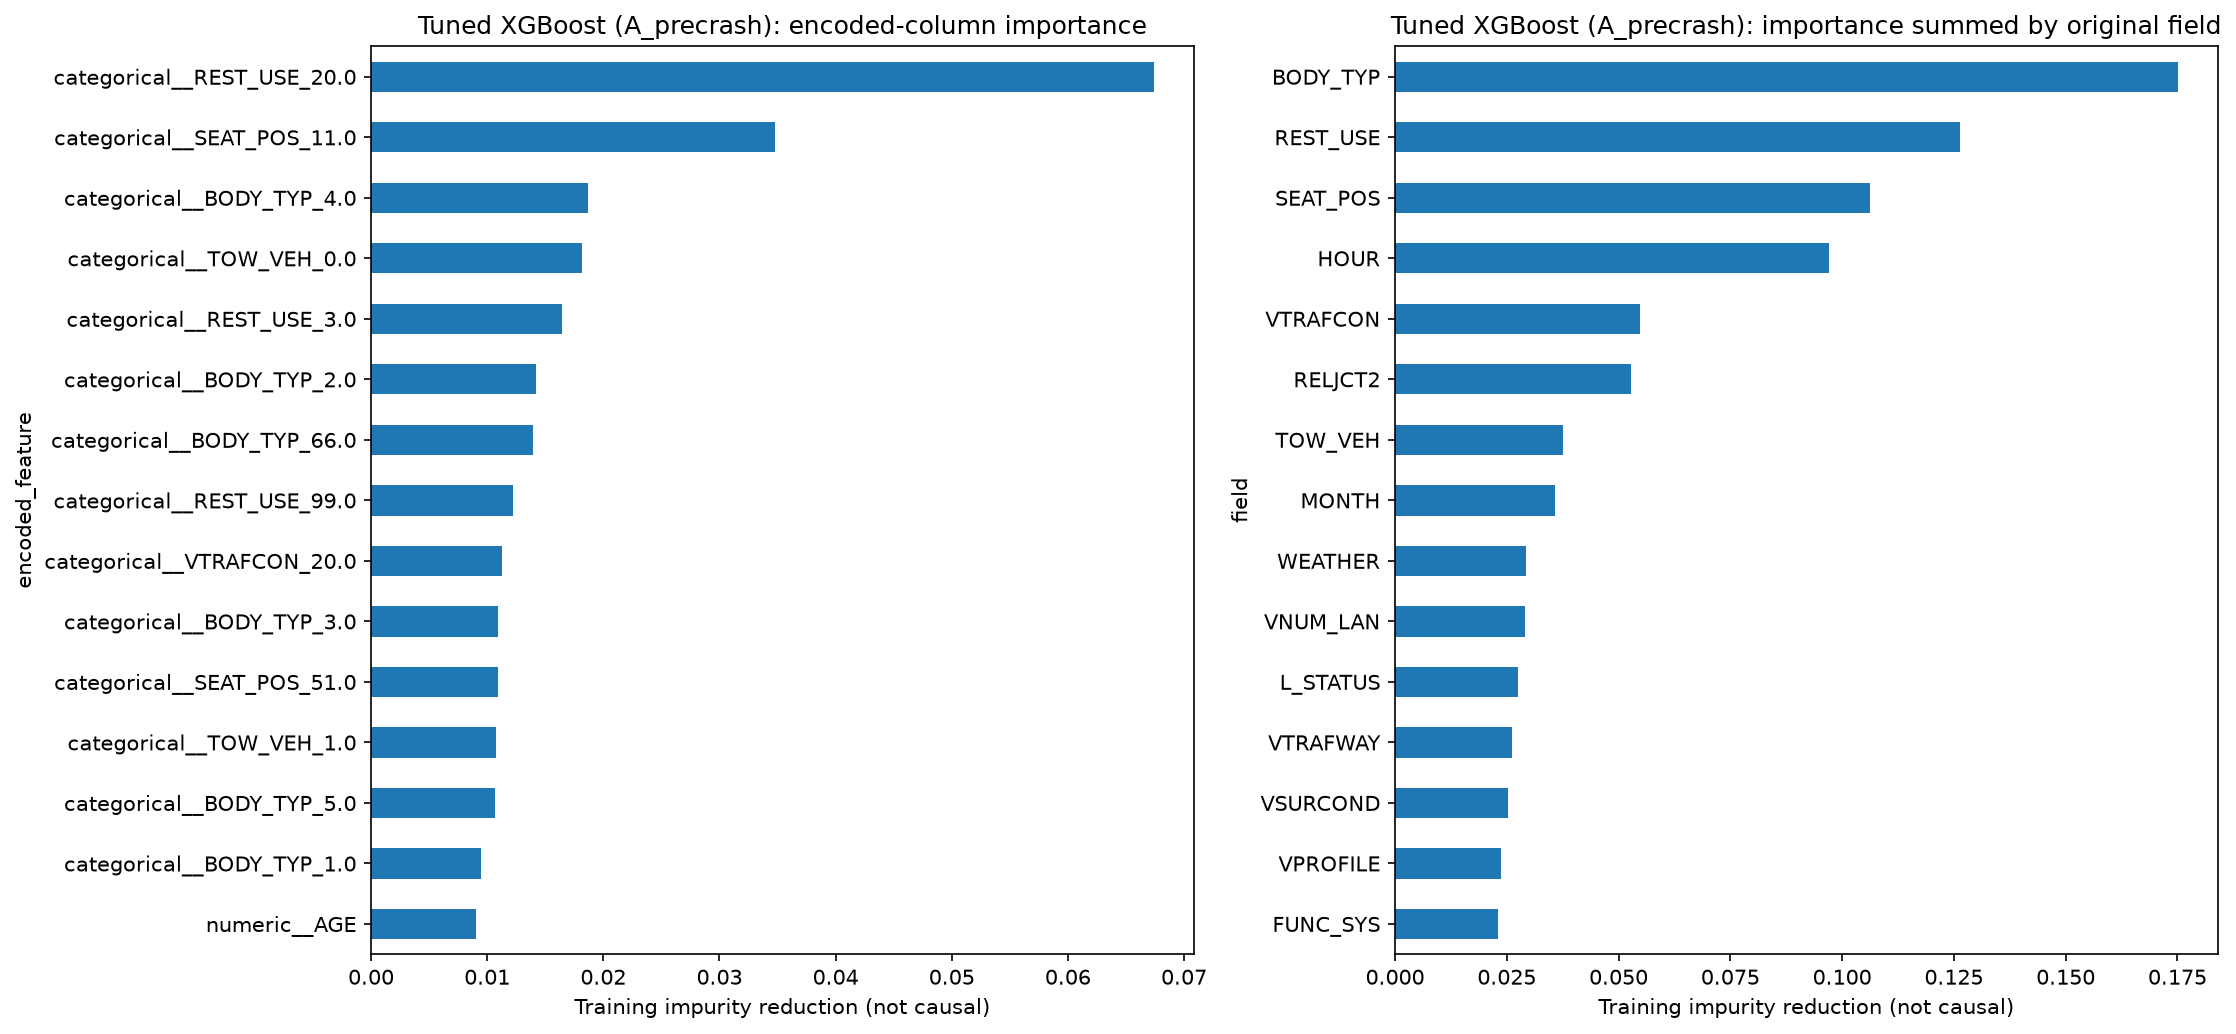 Tuned XGBoost (A_precrash): encoded-column importance
encoded_feature
categorical__REST_USE_20.0
categorical__SEAT_POS_11.0
categorical__BODY_TYP_4.0
categorical__TOW_VEH_0.0
categorical__REST_USE_3.0
categorical__BODY_TYP_2.0
categorical__BODY_TYP_66.0
categorical__REST_USE_99.0
categorical__VTRAFCON_20.0
categorical__BODY_TYP_3.0
categorical__SEAT_POS_51.0
categorical__TOW_VEH_1.0
categorical__BODY_TYP_5.0
categorical__BODY_TYP_1.0
numeric__AGE
0.00 0.01 0.02 0.03 0.04 0.05 0.06 0.07
Training impurity reduction (not causal)
Tuned XGBoost (A_precrash): importance summed by original field
field
BODY_TYP
REST_USE
SEAT_POS
HOUR
VTRAFCON
RELJCT2
TOW_VEH
MONTH
WEATHER
VNUM_LAN
L_STATUS
VTRAFWAY
VSURCOND
VPROFILE
FUNC_SYS
0.000 0.025 0.050 0.075 0.100 0.125 0.150 0.175
Training impurity reduction (not causal)